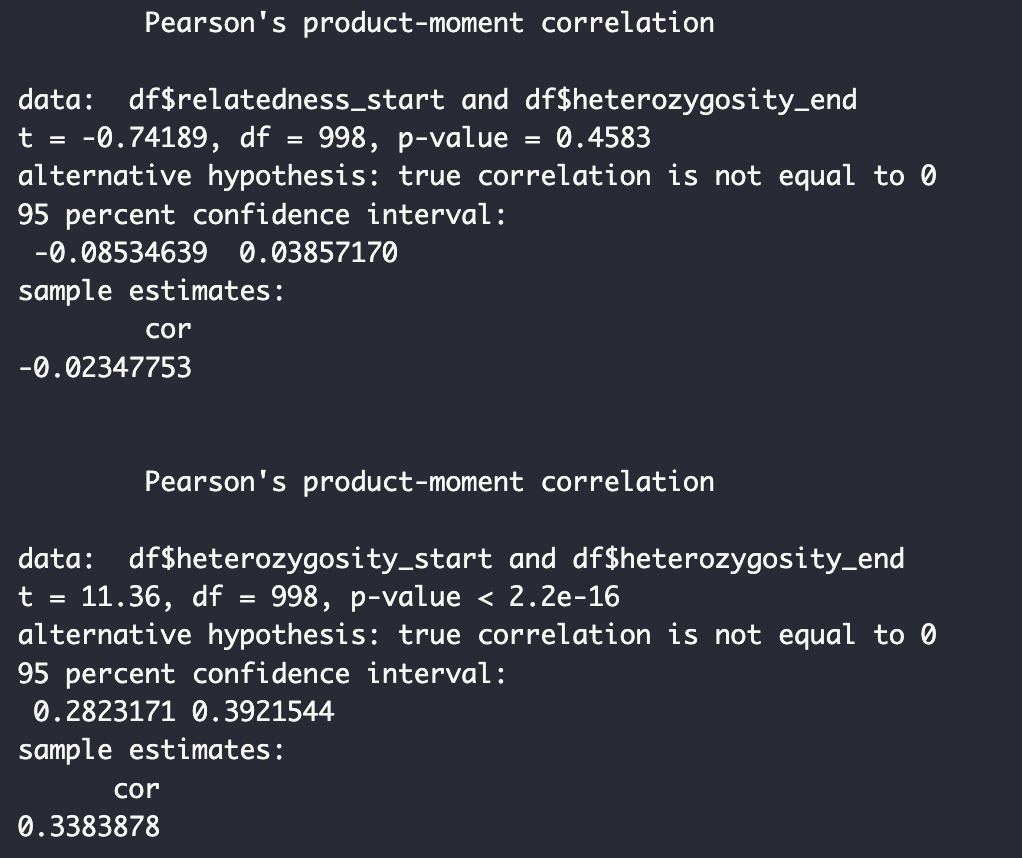 Pearson's product-moment correlation
data:  df$relatedness_start and df$heterozygosity_end
t = -0.74189, df = 998, p-value = 0.4583
alternative hypothesis: true correlation is not equal to 0
95 percent confidence interval:
-0.08534639  0.03857170
sample estimates:
cor
-0.02347753
Pearson's product-moment correlation
data:  df$heterozygosity_start and df$heterozygosity_end
t = 11.36, df = 998, p-value < 2.2e-16
alternative hypothesis: true correlation is not equal to 0
95 percent confidence interval:
0.2823171 0.3921544
sample estimates:
cor
0.3383878